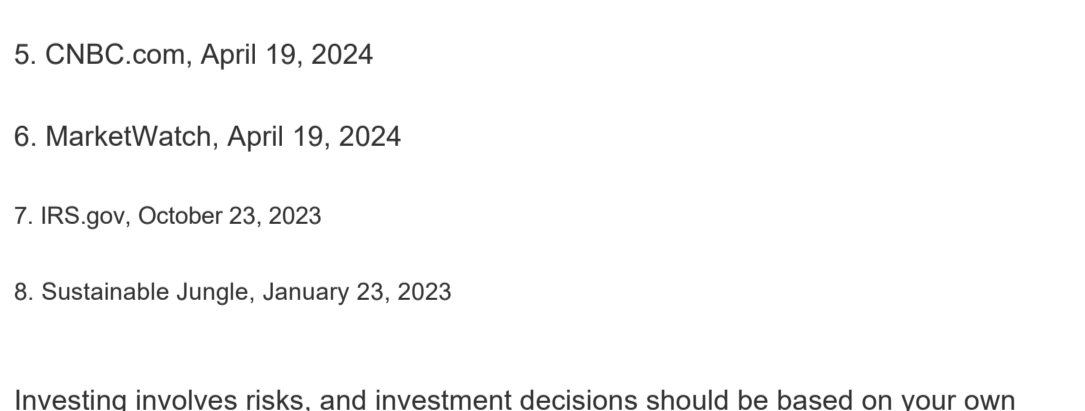 5. CNBC.com, April 19, 2024
6. MarketWatch, April 19, 2024
7. IRS.gov, October 23, 2023
8. Sustainable Jungle, January 23, 2023
Investing involves risks, and investment decisions should be based on your own